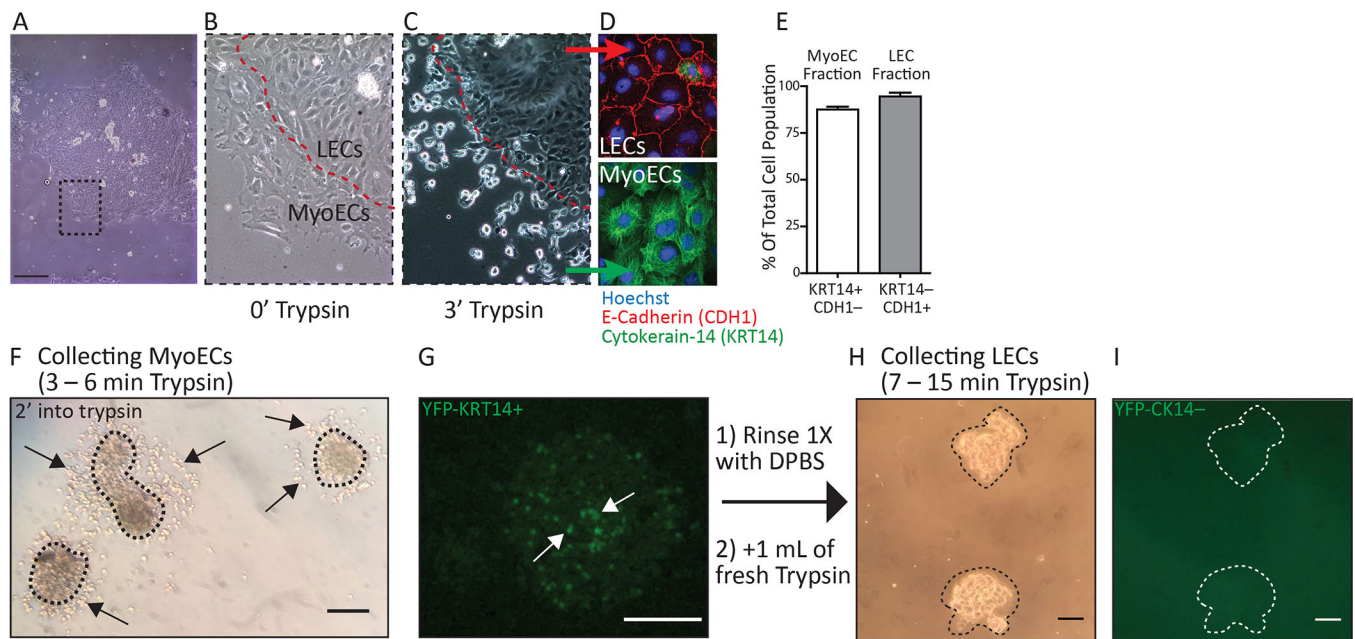 A
B
C
D
E
LECs
MyoECs
0’ Trypsin
3’ Trypsin
LECs
MyoECs
Hoechst
E-Cadherin (CDH1)
Cytokerain-14 (KRT14)
MyoEC
Fraction
LEC
Fraction
% Of Total Cell Population
100
75
50
25
0
KRT14+
CDH1–
KRT14–
CDH1+
F Collecting MyoECs
(3 – 6 min Trypsin)
2’ into trypsin
G
YFP-KRT14+
1) Rinse 1X
with DPBS
2) +1 mL of
fresh Trypsin
H Collecting LECs
(7 – 15 min Trypsin)
I
YFP-CK14–